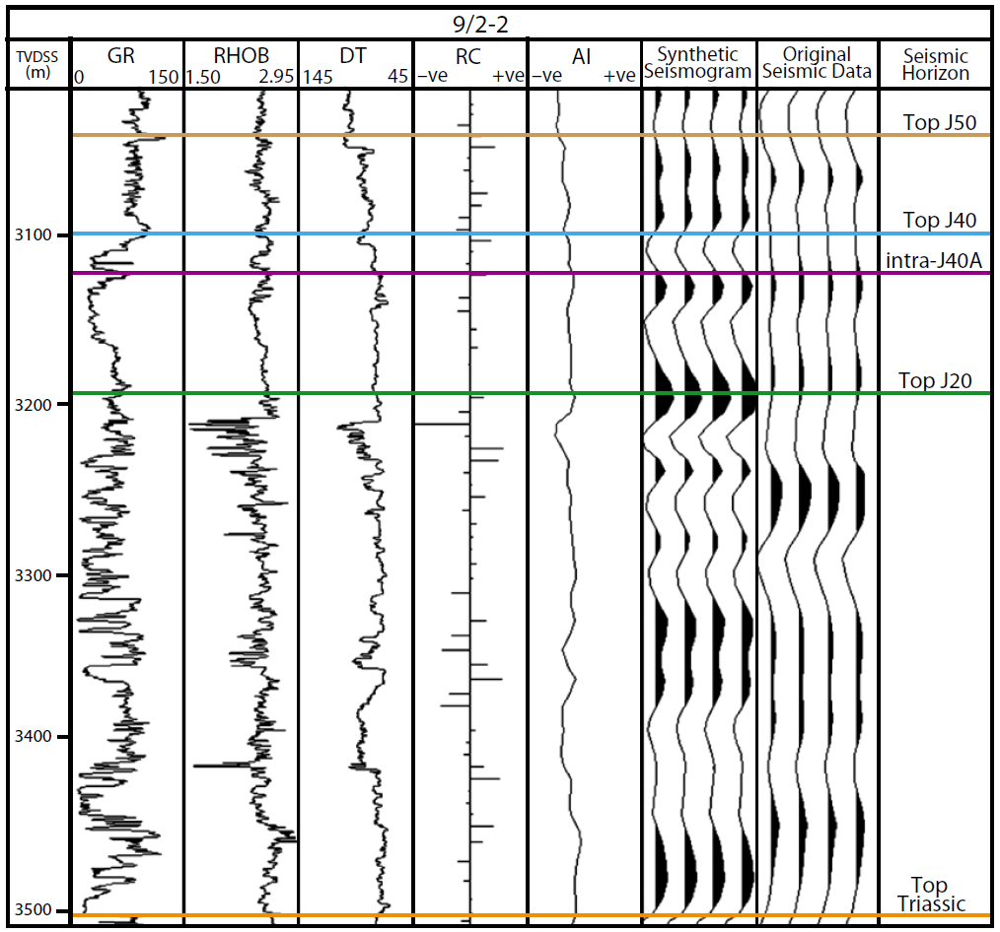 9/2-2
TVDSS
(m)
GR
0 150
RHOB
1.50 2.95
DT
145 45
RC
–ve +ve
AI
–ve +ve
Synthetic
Seismogram
Original
Seismic Data
Seismic
Horizon
Top J50
Top J40
3100
intra-J40A
Top J20
3200
3300
3400
Top
Triassic
3500